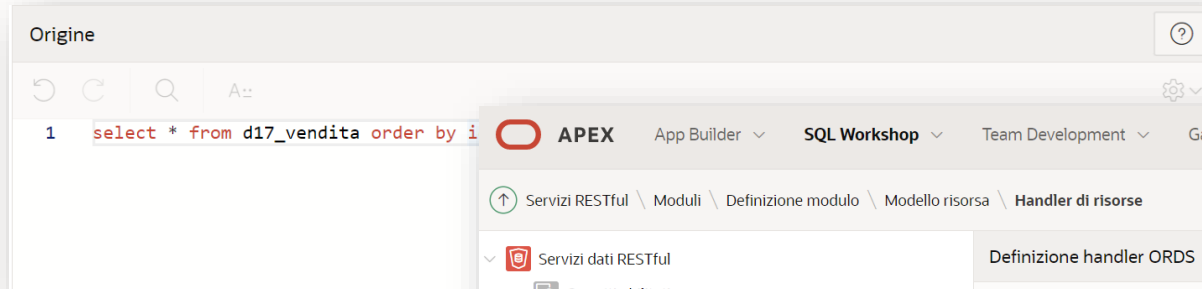 Origine
?
A::
1 select * from d17_vendita order by i
APEX App Builder SQL Workshop Team Development
Servizi RESTful \ Moduli \ Definizione modulo \ Modello risorsa \ Handler di risorse
Servizi dati RESTful
Definizione handler ORDS